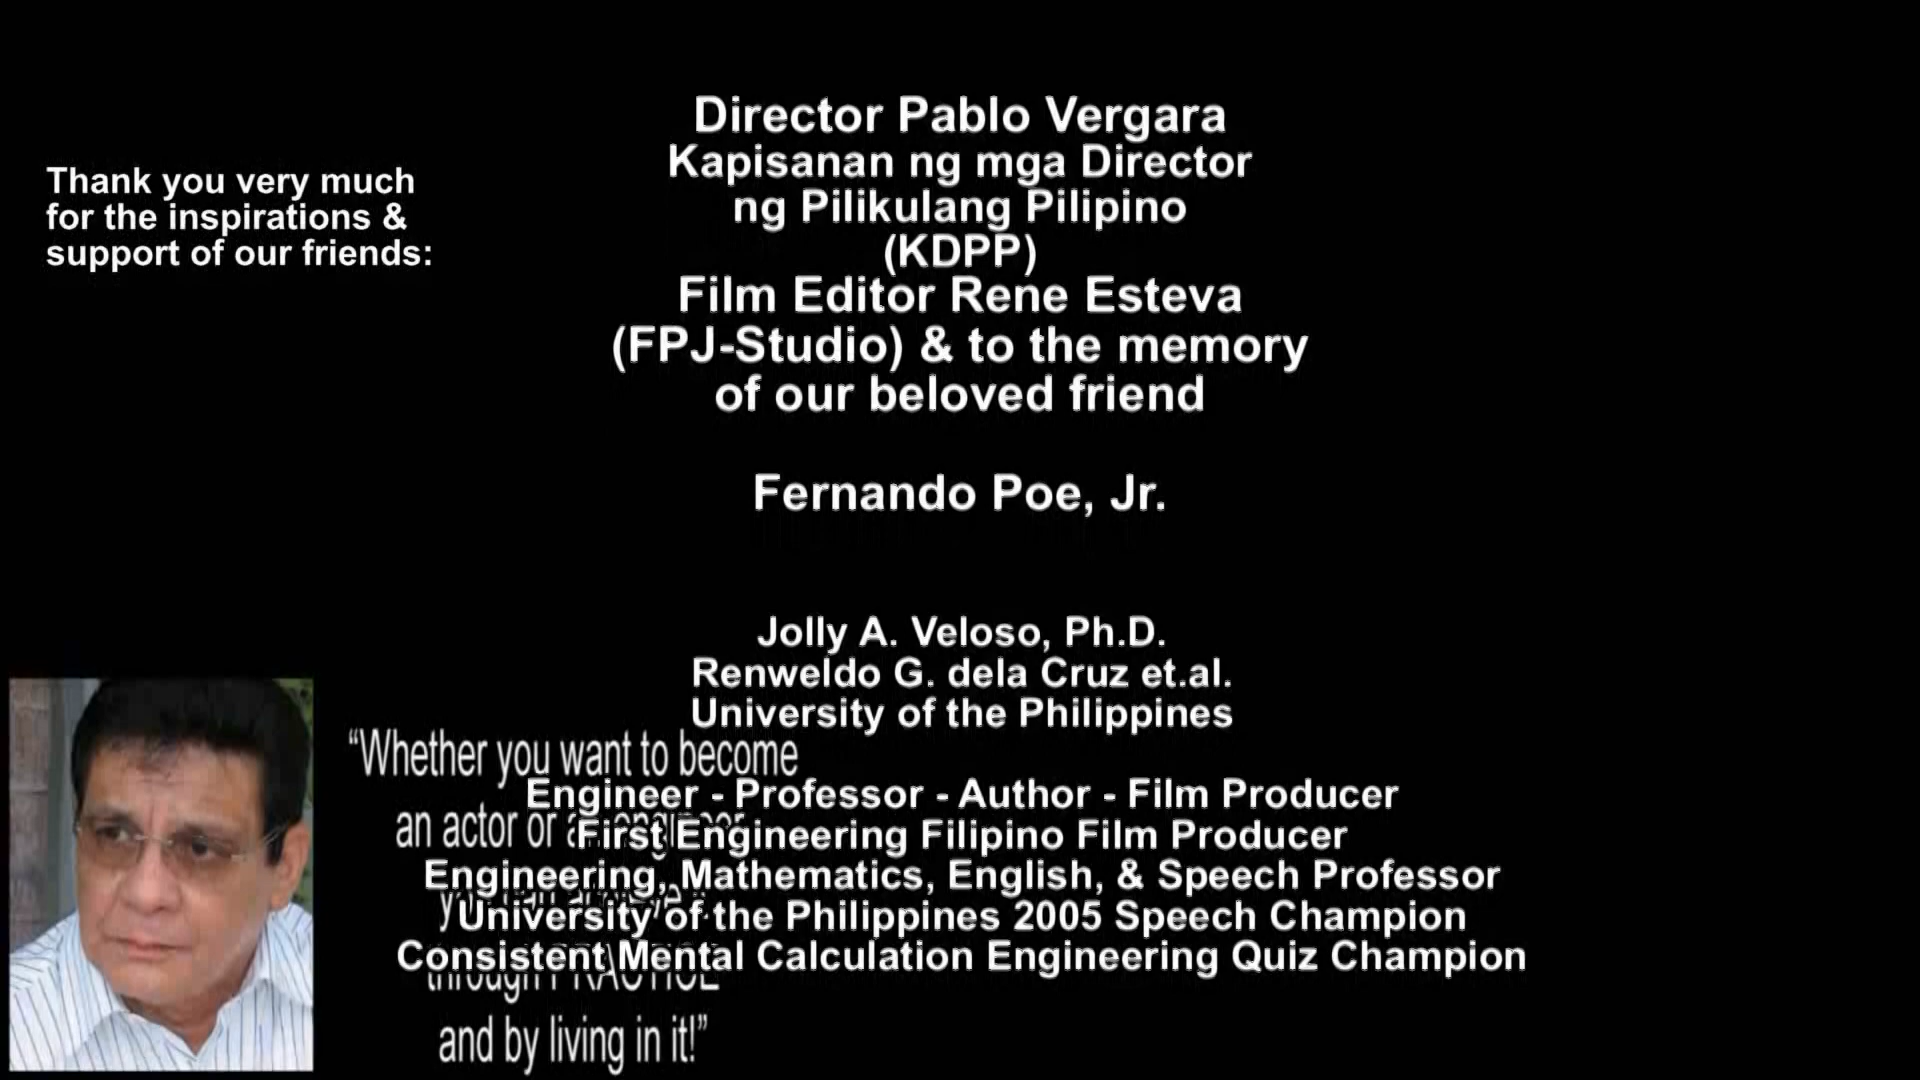 Thank you very much
for the inspirations &
support of our friends:
Director Pablo Vergara
Kapisanan ng mga Director
ng Pilikulang Pilipino
(KDPP)
Film Editor Rene Esteva
(FPJ-Studio) & to the memory
of our beloved friend
Fernando Poe, Jr.
Jolly A. Veloso, Ph.D.
Renweldo G. dela Cruz et.al.
University of the Philippines
Engineer - Professor - Author - Film Producer
First Engineering Filipino Film Producer
Engineering, Mathematics, English, & Speech Professor
University of the Philippines 2005 Speech Champion
Consistent Mental Calculation Engineering Quiz Champion
“Whether you want to become
an actor or
through PRACTICE
and by living in it!”